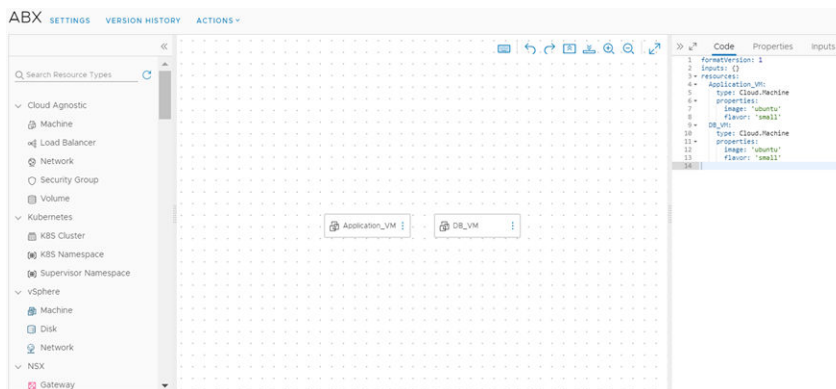 ABX SETTINGS VERSION HISTORY ACTIONS
Search Resource Types
Cloud Agnostic
Machine
Load Balancer
Network
Security Group
Volume
Kubernetes
K8S Cluster
K8S Namespace
Supervisor Namespace
vSphere
Machine
Disk
Network
NSX
Gateway
Application_VM
DB_VM
Code Properties Inputs
1 formatVersion: 1
2 inputs: {}
3 resources:
4 Application_VM:
5 type: Cloud.Machine
6 properties:
7 image: 'ubuntu'
8 flavor: 'small'
9 DB_VM:
10 type: Cloud.Machine
11 properties:
12 image: 'ubuntu'
13 flavor: 'small'
14